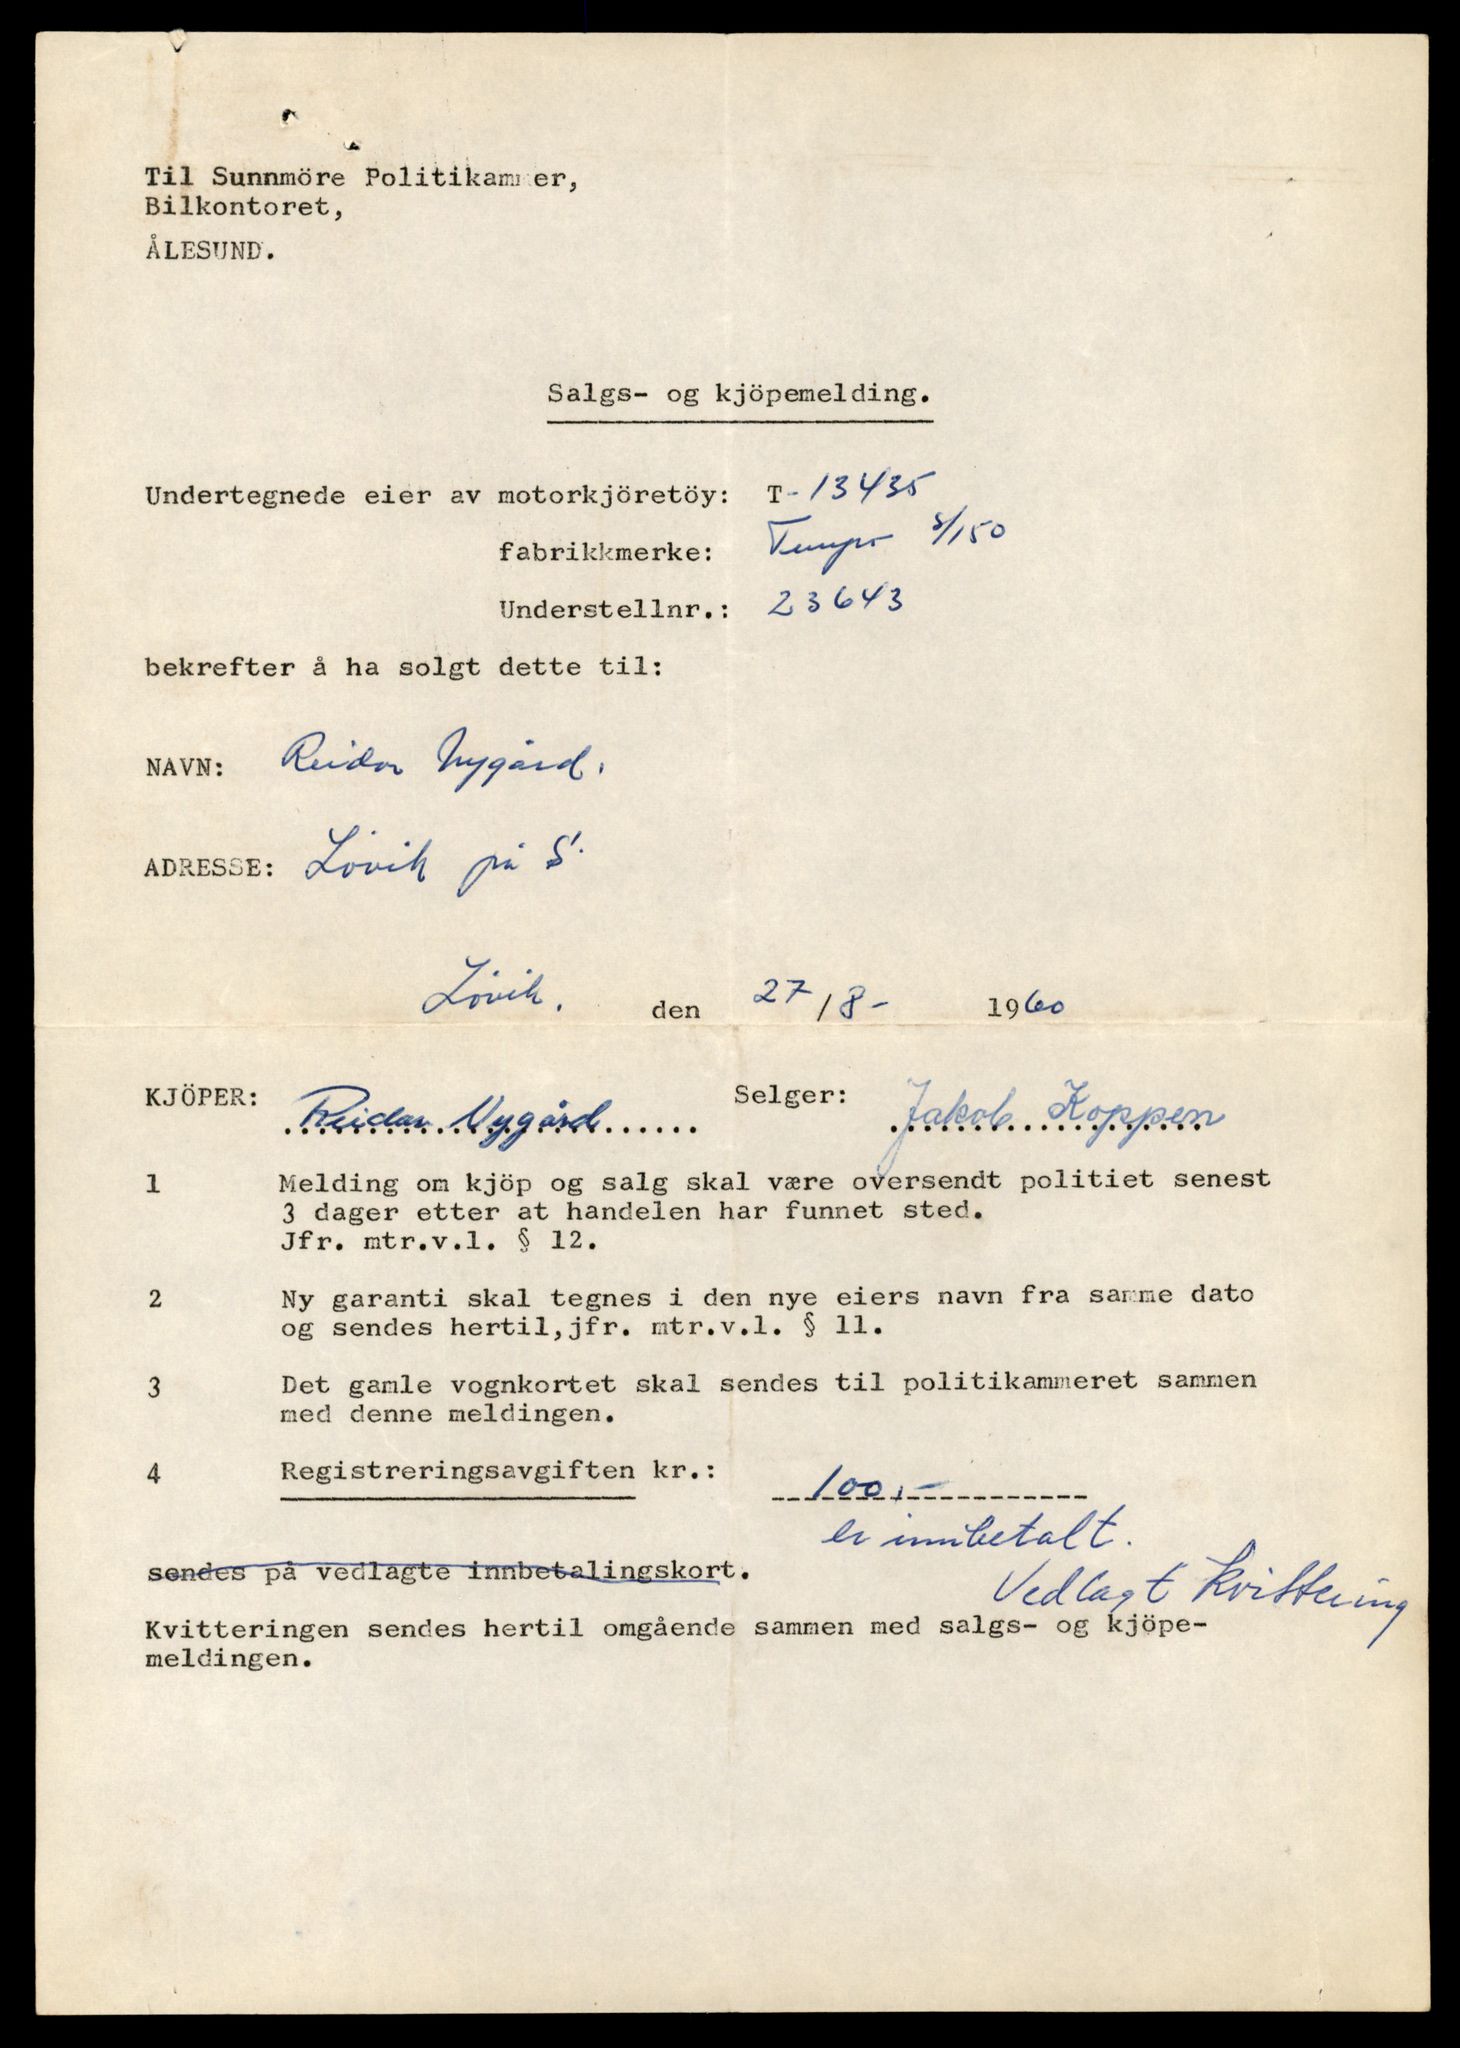 Til Sunnmöre Politikammer,
Bilkontoret,
ÅLESUND.
Salgs- og kjöpemelding.
Undertegnede eier av motorkjöretöy: T-13435
fabrikkmerke: Tempo S/150
Understellnr.: 23643
bekrefter å ha solgt dette til:
NAVN: Reidar Nygård.
ADRESSE: Lövik på S.
Lövik. den 27/8- 1960
KJÖPER: Reidar Nygård Selger: Jakob Koppen
1 Melding om kjöp og salg skal være oversendt politiet senest
3 dager etter at handelen har funnet sted.
Jfr. mtr.v.l. § 12.
2 Ny garanti skal tegnes i den nye eiers navn fra samme dato
og sendes hertil,jfr. mtr.v.l. § 11.
3 Det gamle vognkortet skal sendes til politikammeret sammen
med denne meldingen.
4 Registreringsavgiften kr.: 100,-
er innbetalt.
sendes på vedlagte innbetalingskort.
Vedlagt kvittering
Kvitteringen sendes hertil omgående sammen med salgs- og kjöpe-
meldingen.